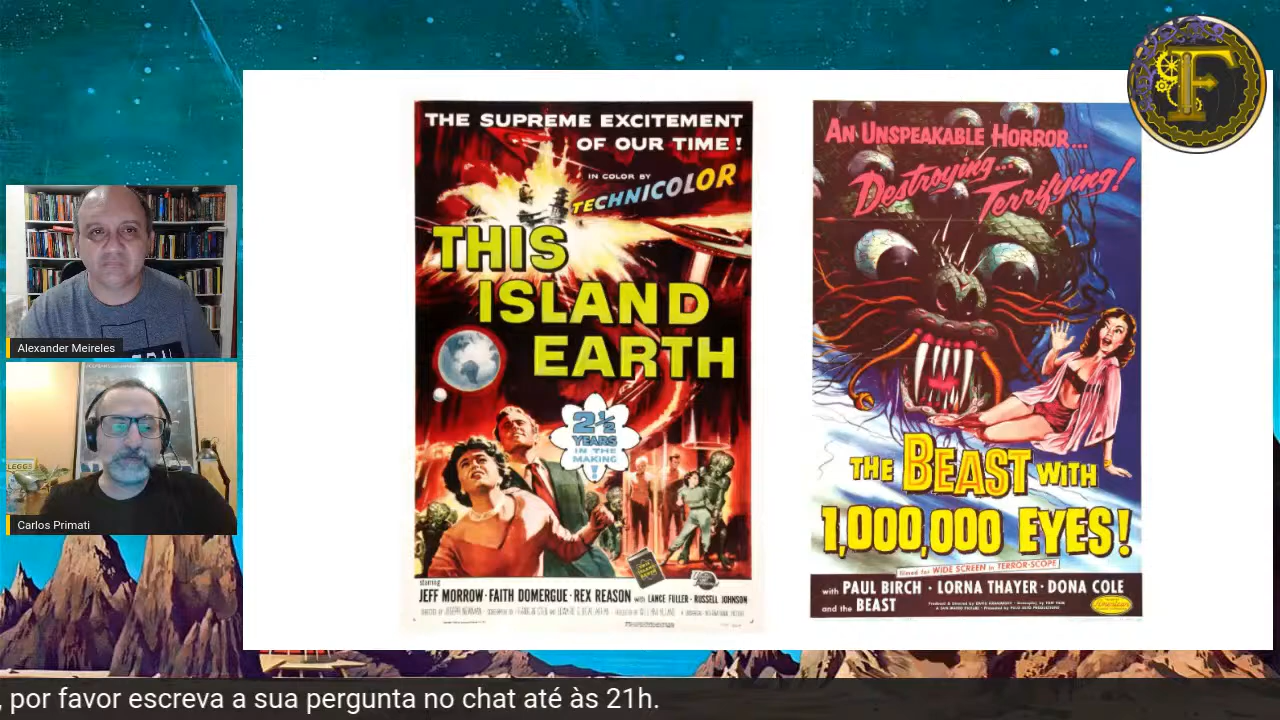 THE SUPREME EXCITEMENT
OF OUR TIME!
IN COLOR BY
TECHNICOLOR
THIS
ISLAND
EARTH
2½
YEARS
IN THE
MAKING
!
starring
JEFF MORROW · FAITH DOMERGUE · REX REASON with LANCE FULLER · RUSSELL JOHNSON
AN UNSPEAKABLE HORROR...
Destroying...
Terrifying!
THE BEAST WITH
1,000,000 EYES!
filmed for WIDE SCREEN in TERROR-SCOPE
with PAUL BIRCH · LORNA THAYER · DONA COLE
and the BEAST
F
Alexander Meireles
Carlos Primati
, por favor escreva a sua pergunta no chat até às 21h.